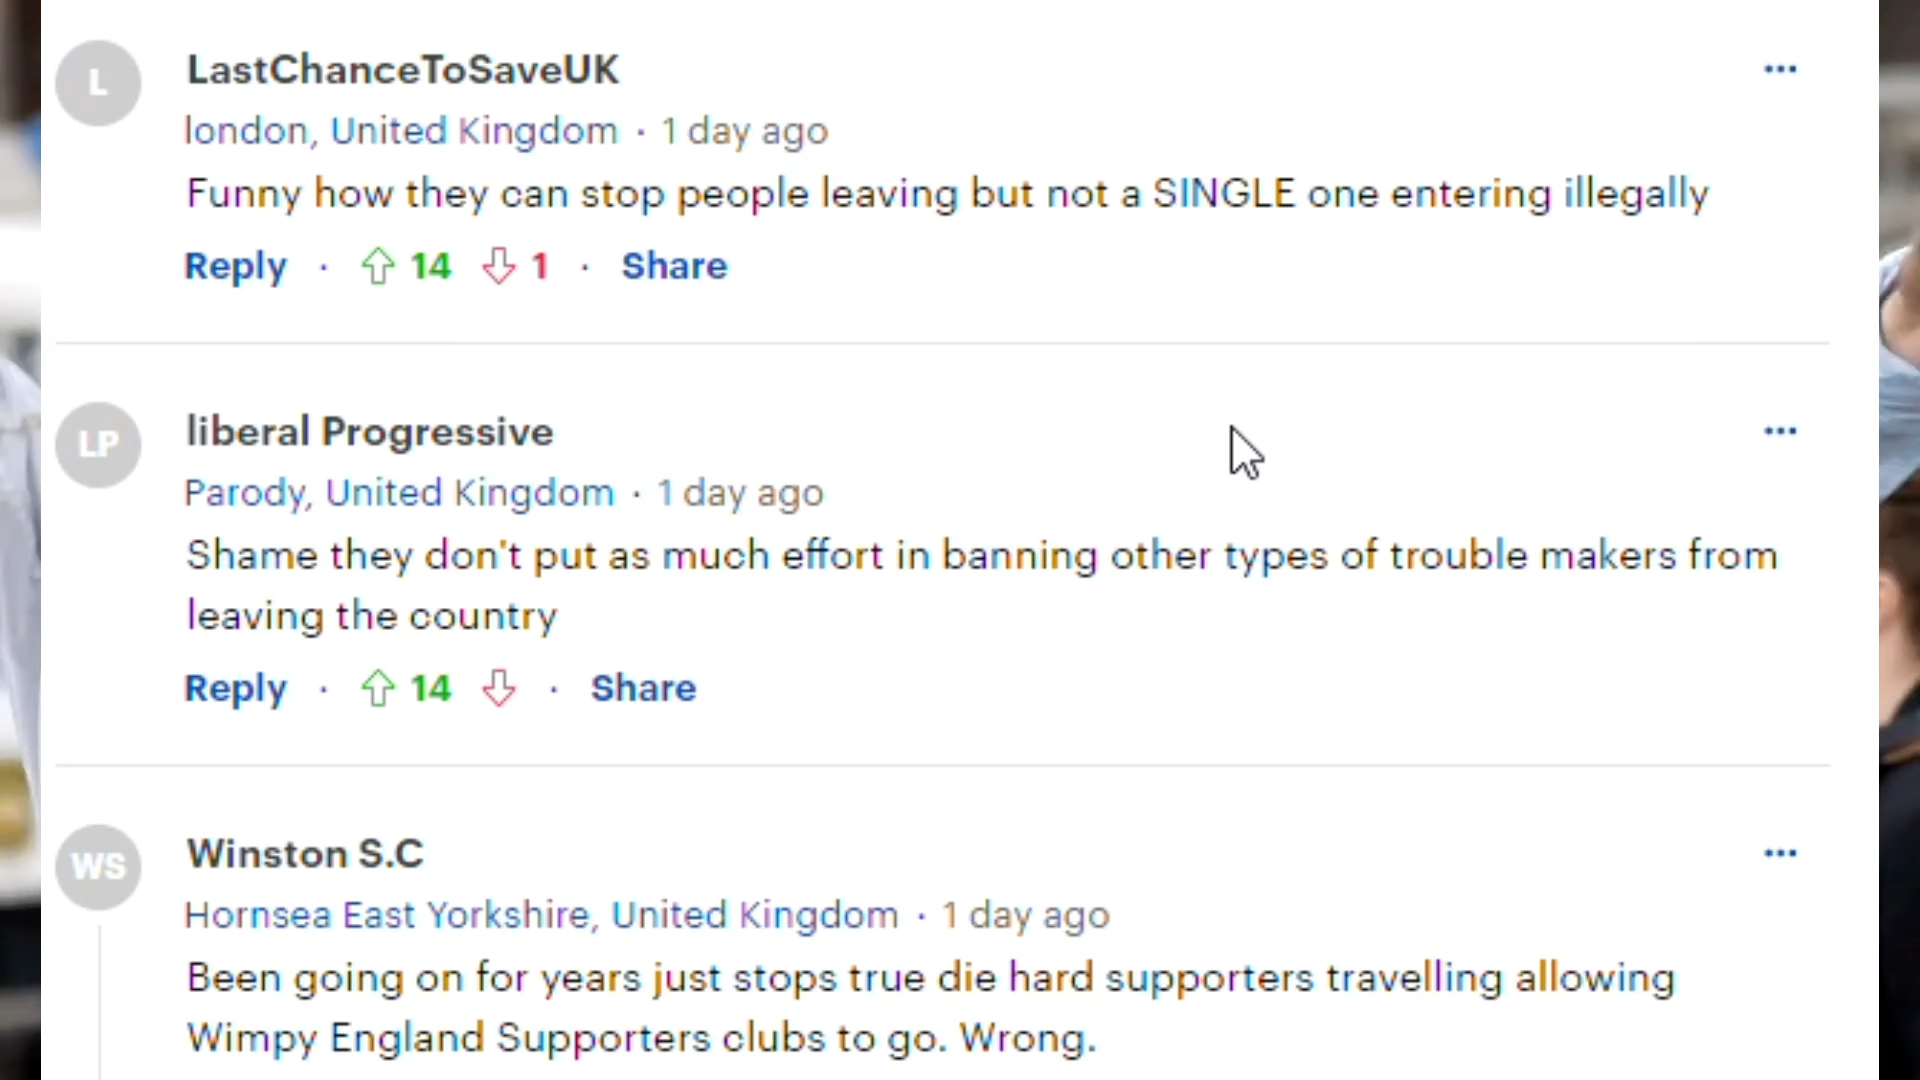 L
LastChanceToSaveUK
...
london, United Kingdom · 1 day ago
Funny how they can stop people leaving but not a SINGLE one entering illegally
Reply · 14 1 · Share
LP
liberal Progressive
...
Parody, United Kingdom · 1 day ago
Shame they don't put as much effort in banning other types of trouble makers from
leaving the country
Reply · 14 · Share
WS
Winston S.C
...
Hornsea East Yorkshire, United Kingdom · 1 day ago
Been going on for years just stops true die hard supporters travelling allowing
Wimpy England Supporters clubs to go. Wrong.